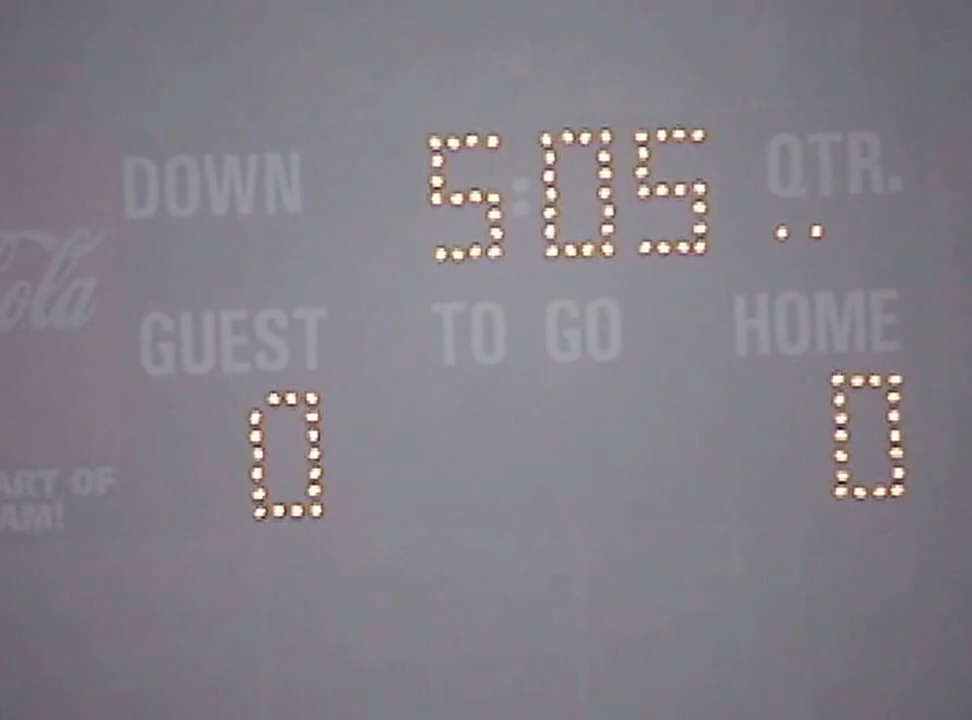 DOWN 5:05 QTR.
..
Cola
GUEST TO GO HOME
0 0
ART OF
AM!